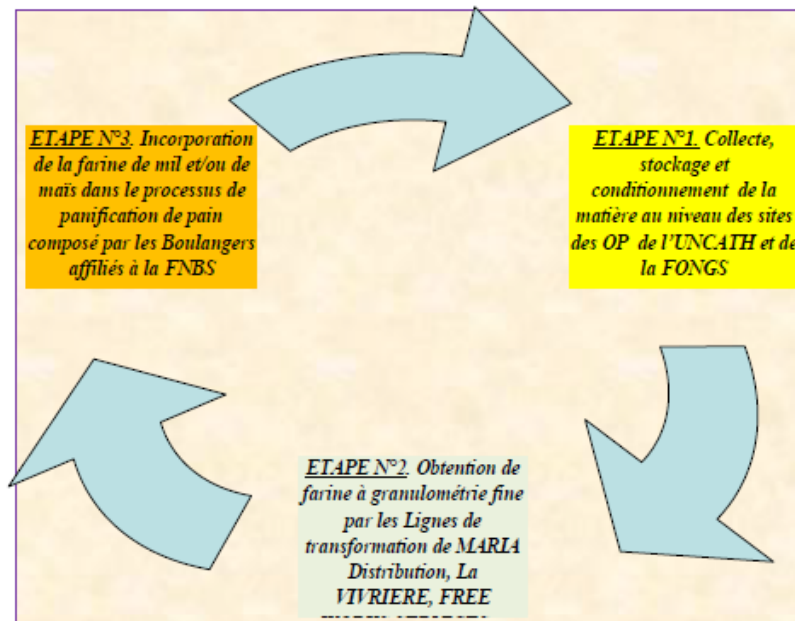 ETAPE N°1. Collecte,
stockage et
conditionnement de la
matière au niveau des sites
des OP de l'UNCATH et de
la FONGS
ETAPE N°2. Obtention de
farine à granulométrie fine
par les Lignes de
transformation de MARIA
Distribution, La
VIVRIERE, FREE
ETAPE N°3. Incorporation
de la farine de mil et/ou de
maïs dans le processus de
panification de pain
composé par les Boulangers
affiliés à la FNBS